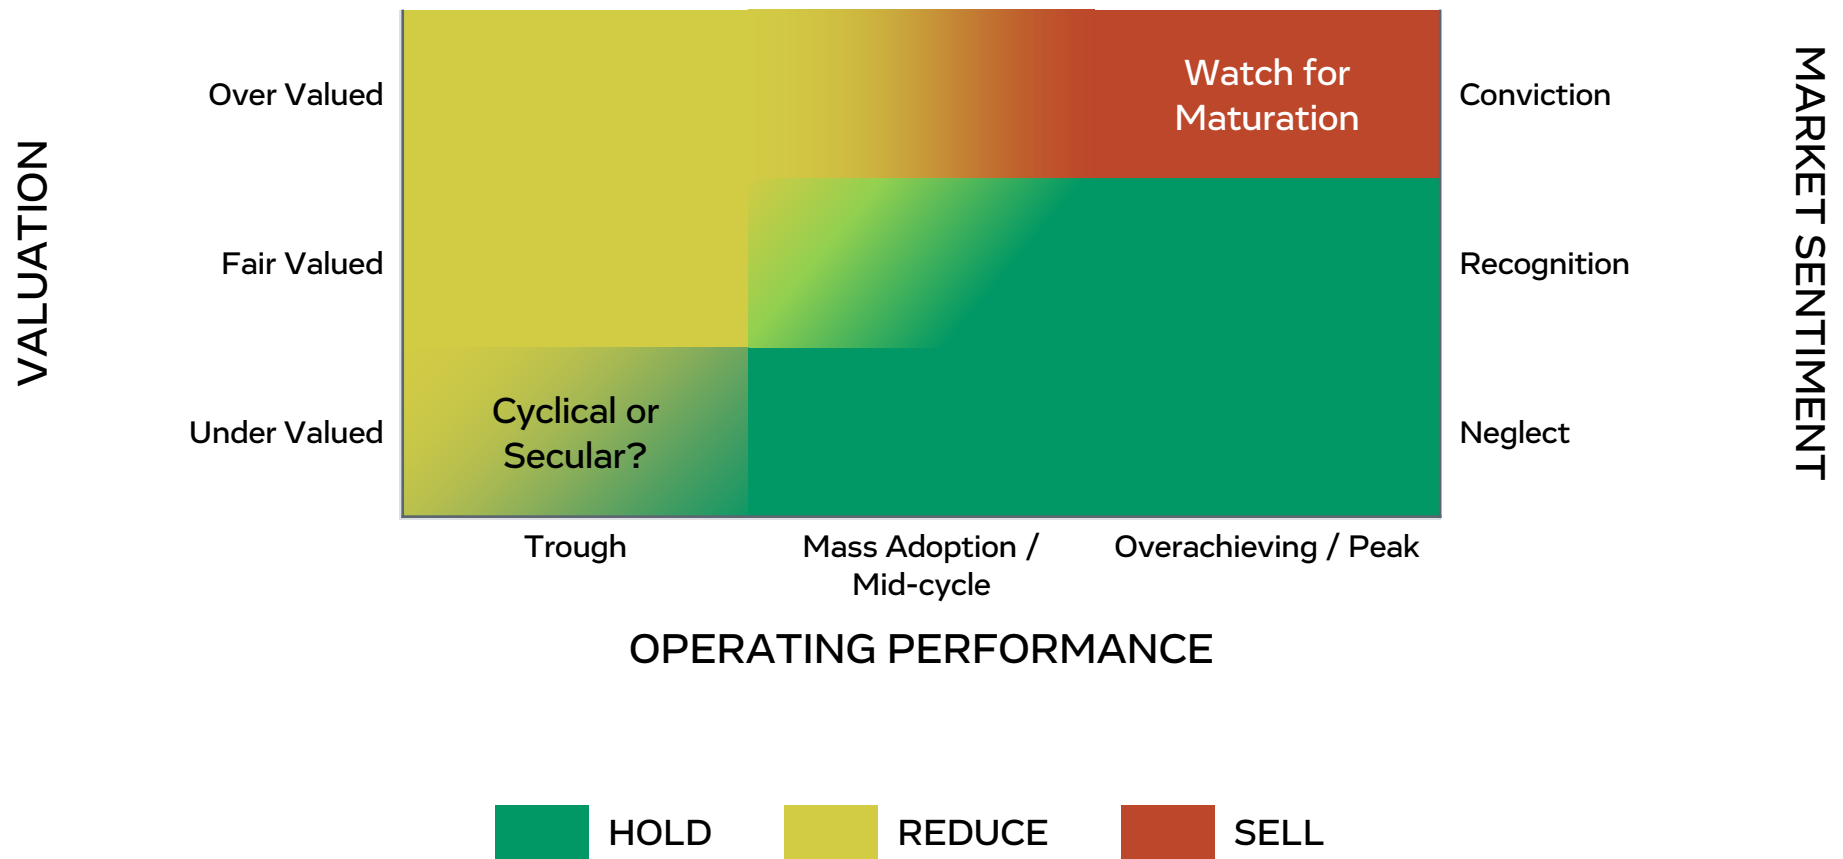 VALUATION
Over Valued
Fair Valued
Under Valued
Watch for
Maturation
Cyclical or
Secular?
Conviction
Recognition
Neglect
MARKET SENTIMENT
Trough
Mass Adoption /
Mid-cycle
Overachieving / Peak
OPERATING PERFORMANCE
HOLD
REDUCE
SELL